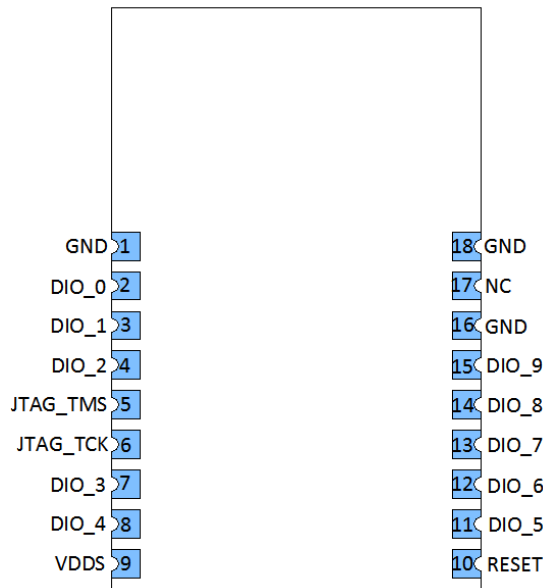 GND 1 18 GND
DIO_0 2 17 NC
DIO_1 3 16 GND
DIO_2 4 15 DIO_9
JTAG_TMS 5 14 DIO_8
JTAG_TCK 6 13 DIO_7
DIO_3 7 12 DIO_6
DIO_4 8 11 DIO_5
VDDS 9 10 RESET